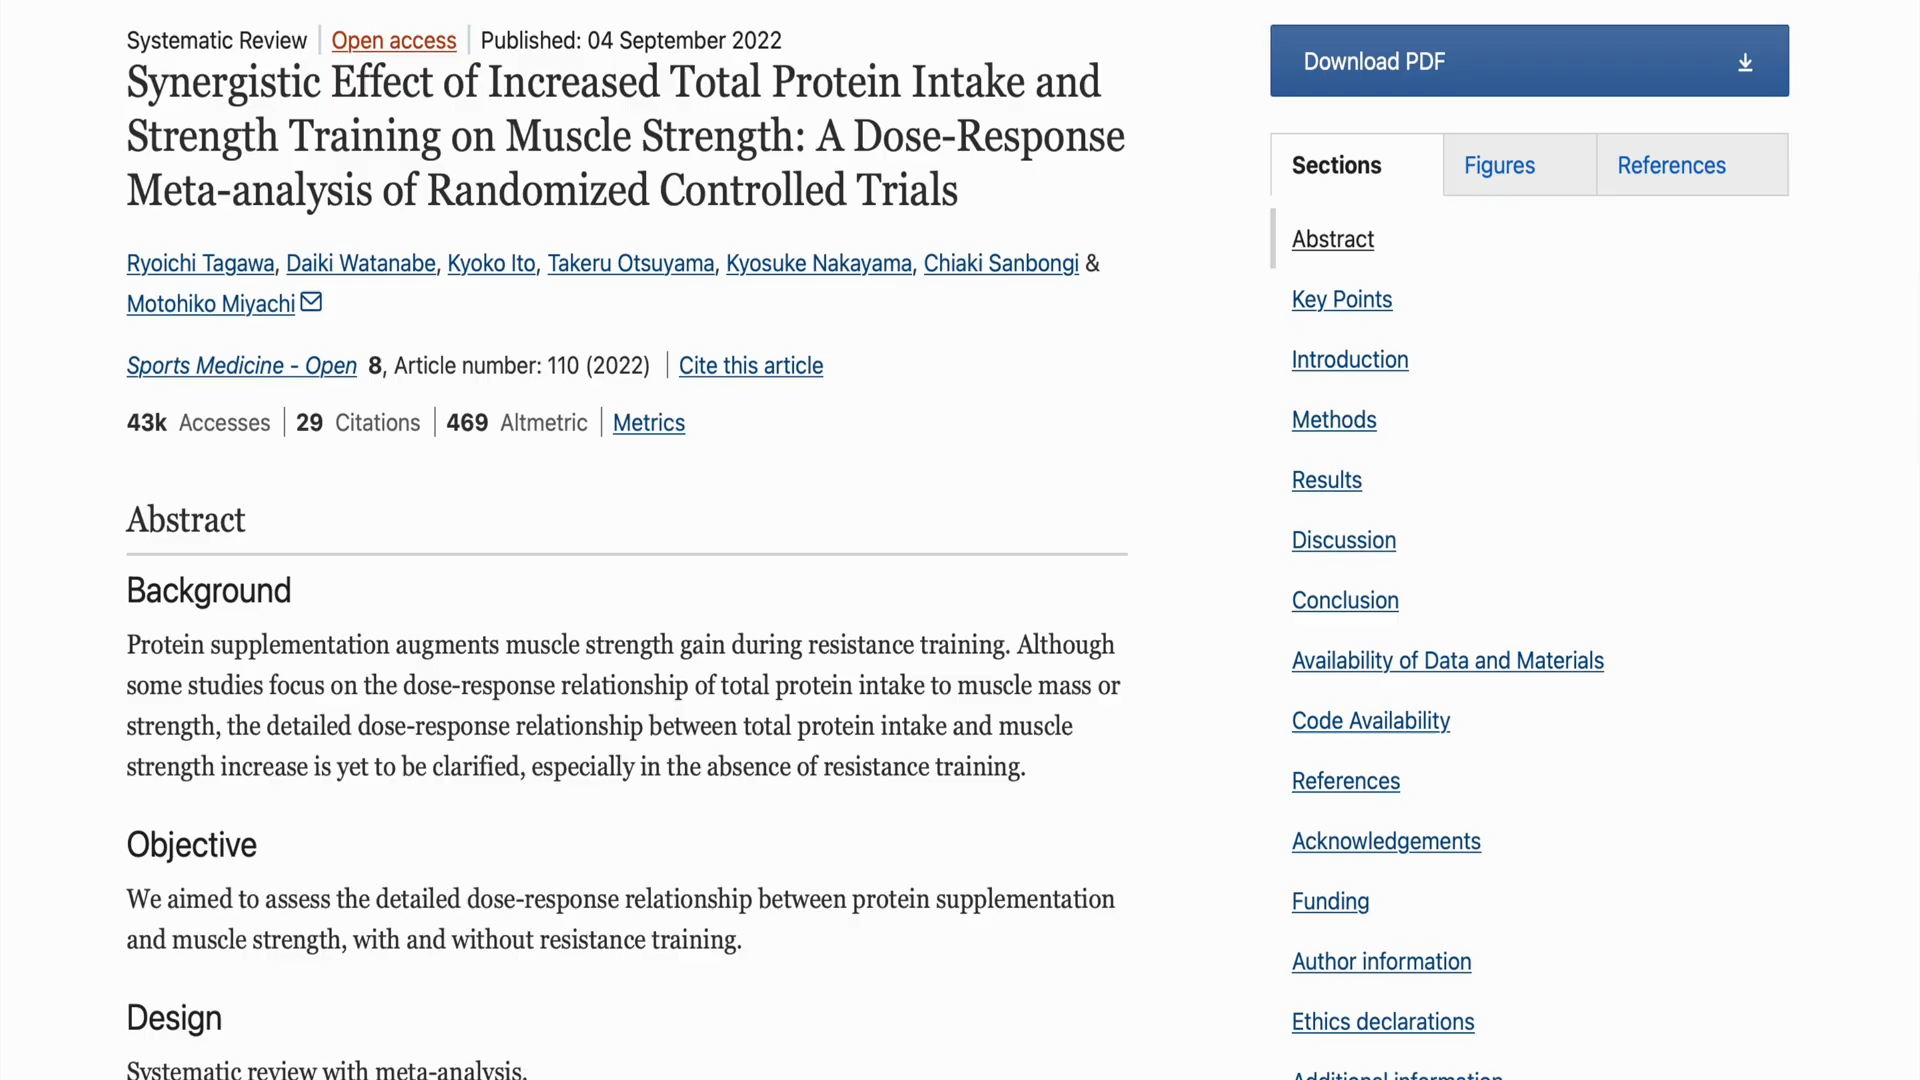 Systematic Review | Open access | Published: 04 September 2022
Synergistic Effect of Increased Total Protein Intake and
Strength Training on Muscle Strength: A Dose-Response
Meta-analysis of Randomized Controlled Trials
Ryoichi Tagawa, Daiki Watanabe, Kyoko Ito, Takeru Otsuyama, Kyosuke Nakayama, Chiaki Sanbongi &
Motohiko Miyachi
Sports Medicine - Open 8, Article number: 110 (2022) | Cite this article
43k Accesses | 29 Citations | 469 Altmetric | Metrics
Abstract
Background
Protein supplementation augments muscle strength gain during resistance training. Although
some studies focus on the dose-response relationship of total protein intake to muscle mass or
strength, the detailed dose-response relationship between total protein intake and muscle
strength increase is yet to be clarified, especially in the absence of resistance training.
Objective
We aimed to assess the detailed dose-response relationship between protein supplementation
and muscle strength, with and without resistance training.
Design
Systematic review with meta-analysis.
Download PDF
Sections
Figures
References
Abstract
Key Points
Introduction
Methods
Results
Discussion
Conclusion
Availability of Data and Materials
Code Availability
References
Acknowledgements
Funding
Author information
Ethics declarations
Additional information